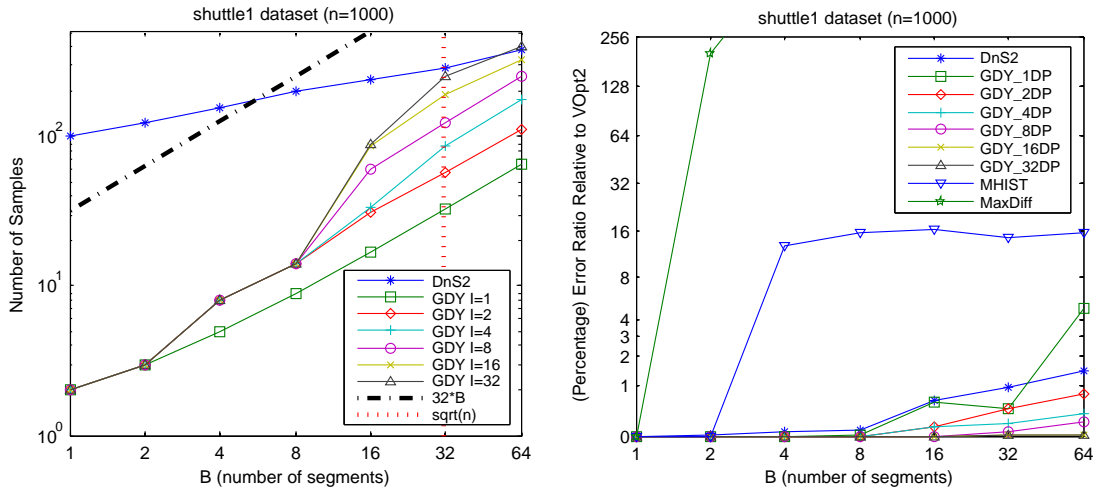 shuttle1 dataset (n=1000)
Number of Samples
10^2
10^1
10^0
1 2 4 8 16 32 64
B (number of segments)
DnS2
GDY I=1
GDY I=2
GDY I=4
GDY I=8
GDY I=16
GDY I=32
32*B
sqrt(n)
shuttle1 dataset (n=1000)
(Percentage) Error Ratio Relative to VOpt2
256
128
64
32
16
8
4
3
2
1
0
1 2 4 8 16 32 64
B (number of segments)
DnS2
GDY_1DP
GDY_2DP
GDY_4DP
GDY_8DP
GDY_16DP
GDY_32DP
MHIST
MaxDiff